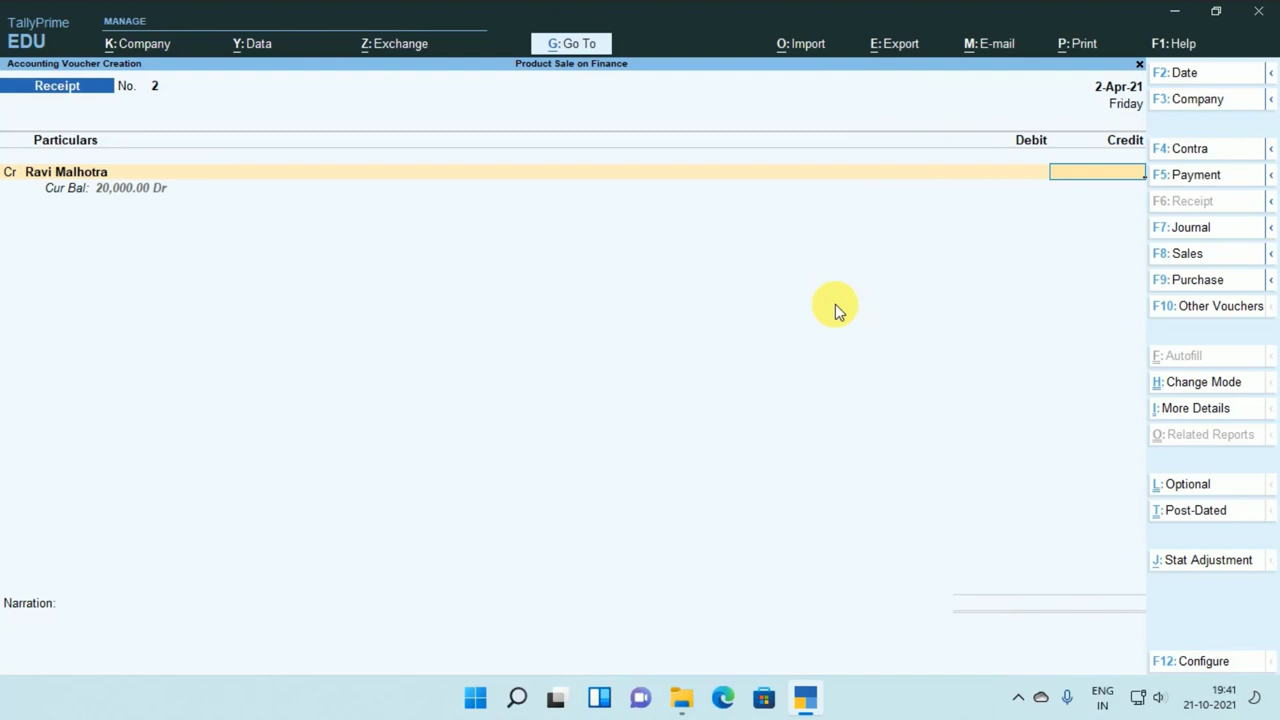 TallyPrime
EDU
MANAGE
K: Company
Y: Data
Z: Exchange
G: Go To
O: Import
E: Export
M: E-mail
P: Print
F1: Help
Accounting Voucher Creation
Product Sale on Finance
Receipt No. 2
2-Apr-21
Friday
Particulars
Debit
Credit
Cr Ravi Malhotra
Cur Bal: 20,000.00 Dr
Narration:
F2: Date
F3: Company
F4: Contra
F5: Payment
F6: Receipt
F7: Journal
F8: Sales
F9: Purchase
F10: Other Vouchers
F: Autofill
H: Change Mode
I: More Details
O: Related Reports
L: Optional
T: Post-Dated
J: Stat Adjustment
F12: Configure
ENG
IN
19:41
21-10-2021